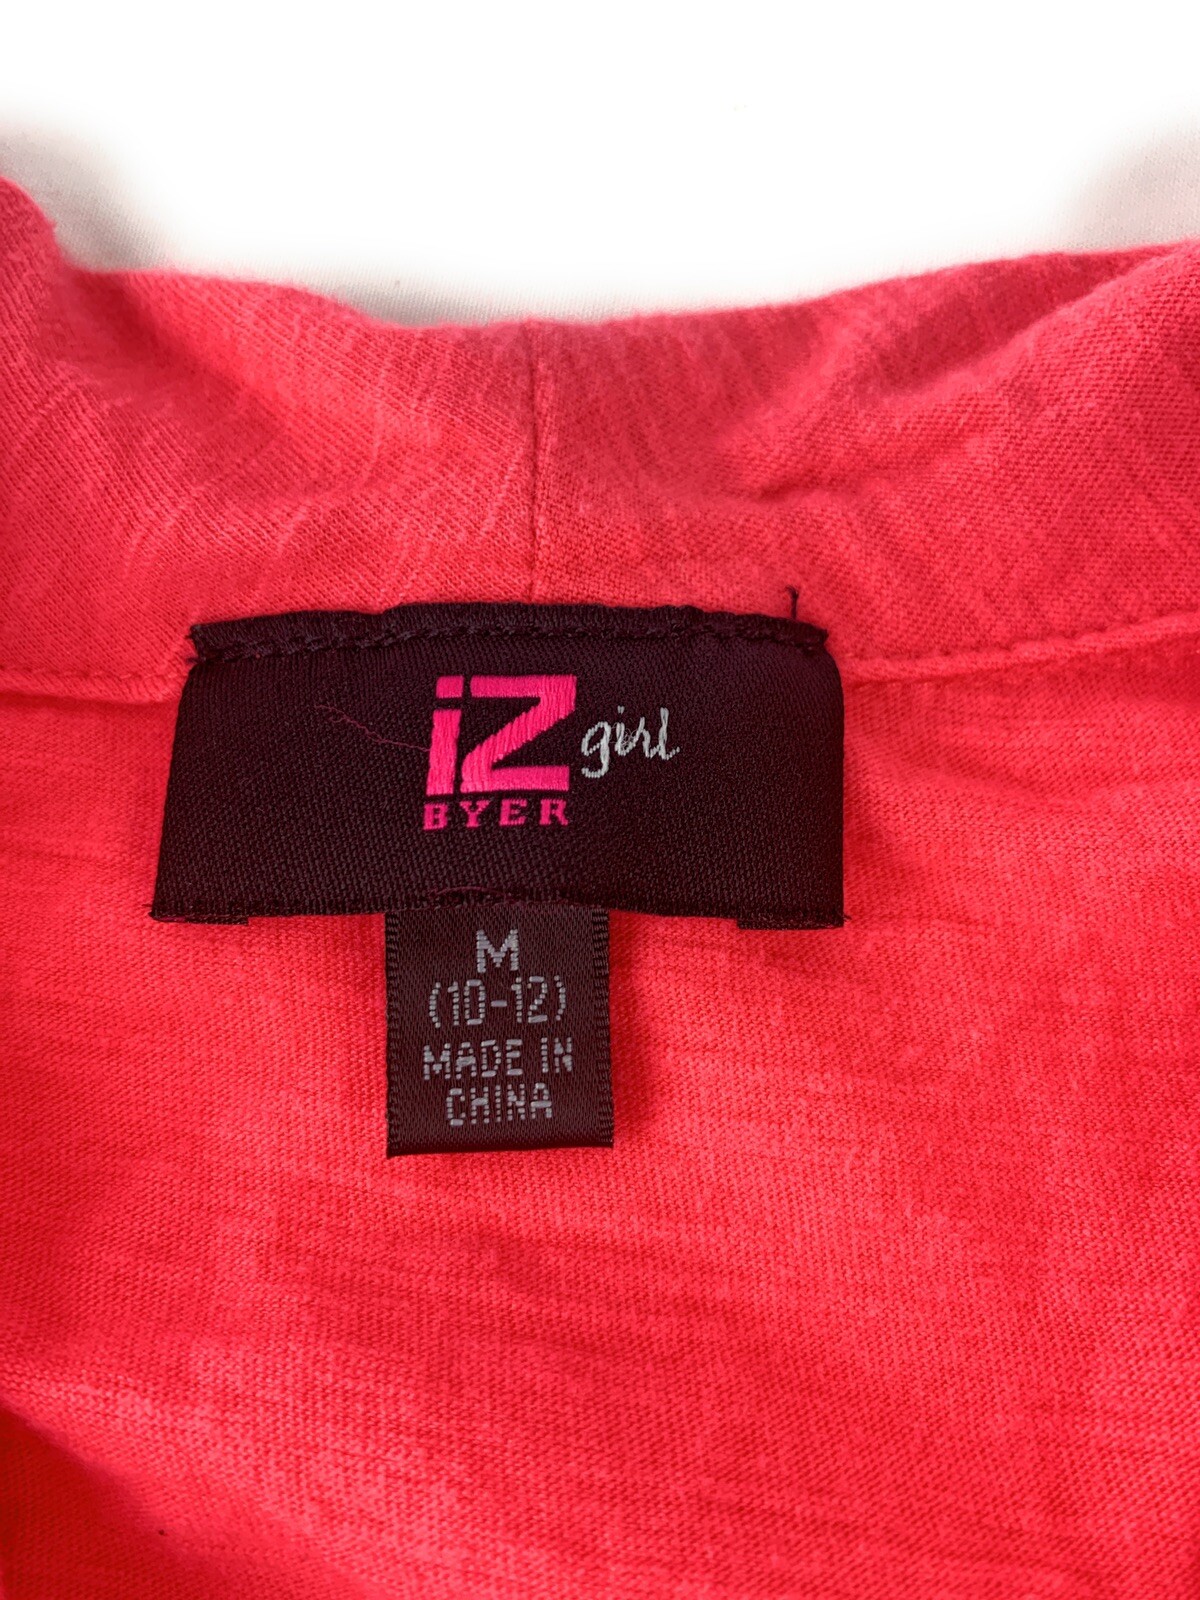 iZ girl
BYER
M
(10-12)
MADE IN
CHINA